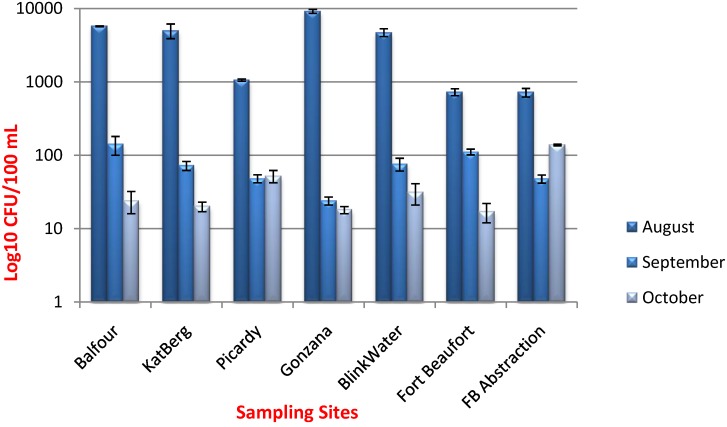 10000
1000
100
10
1
Log10 CFU/100 mL
Balfour
KatBerg
Picardy
Gonzana
BlinkWater
Fort Beaufort
FB Abstraction
Sampling Sites
August
September
October